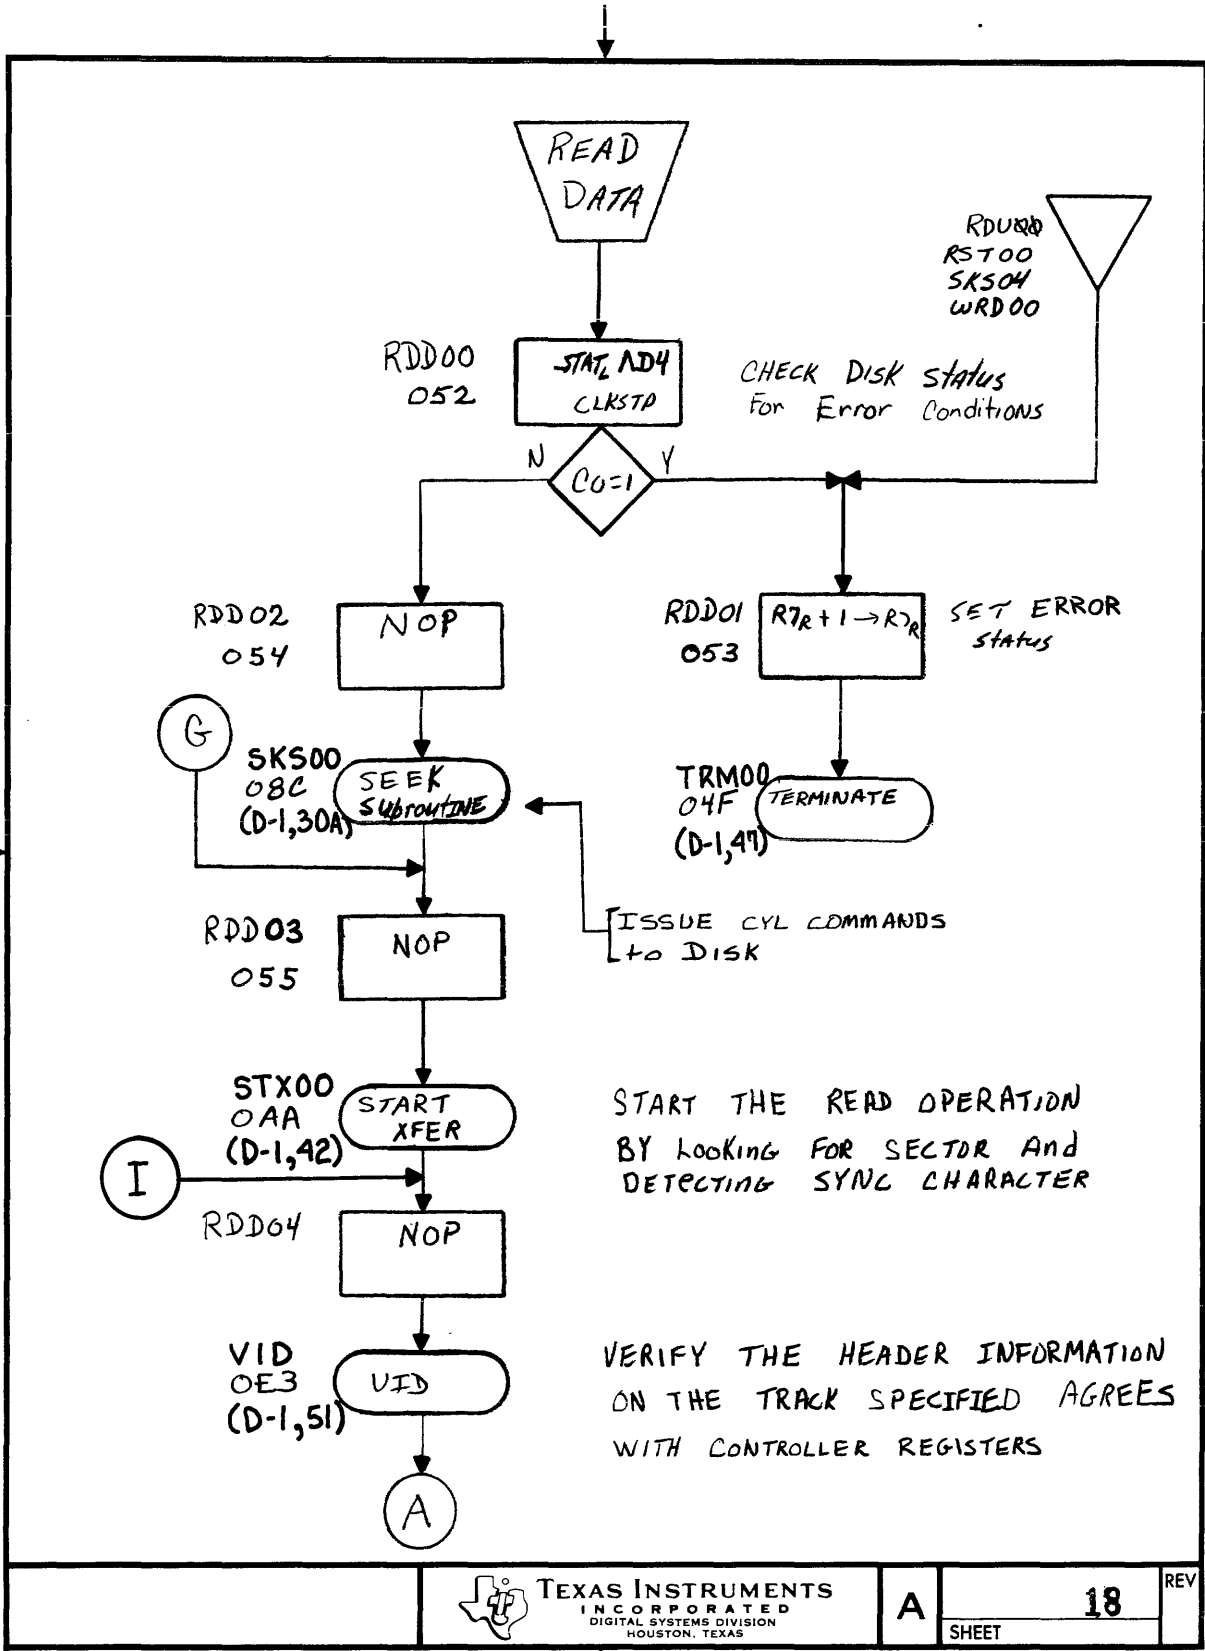 READ
DATA
RDU00
RST00
SKS04
WRD00
RDD00
052
STATL ΛD4
CLKSTP
CHECK DISK STATUS
FOR ERROR CONDITIONS
N
Y
C0=1
RDD02
054
NOP
RDD01
053
R7R + 1 → R7R
SET ERROR
STATUS
G
SKS00
08C
(D-1,30A)
SEEK
SUBROUTINE
TRM00
04F
(D-1,47)
TERMINATE
RDD03
055
NOP
ISSUE CYL COMMANDS
to DISK
STX00
0AA
(D-1,42)
START
XFER
START THE READ OPERATION
BY LOOKING FOR SECTOR AND
DETECTING SYNC CHARACTER
I
RDD04
NOP
VID
0E3
(D-1,51)
VID
VERIFY THE HEADER INFORMATION
ON THE TRACK SPECIFIED AGREES
WITH CONTROLLER REGISTERS
A
TEXAS INSTRUMENTS
INCORPORATED
DIGITAL SYSTEMS DIVISION
HOUSTON, TEXAS
A
18
SHEET
REV